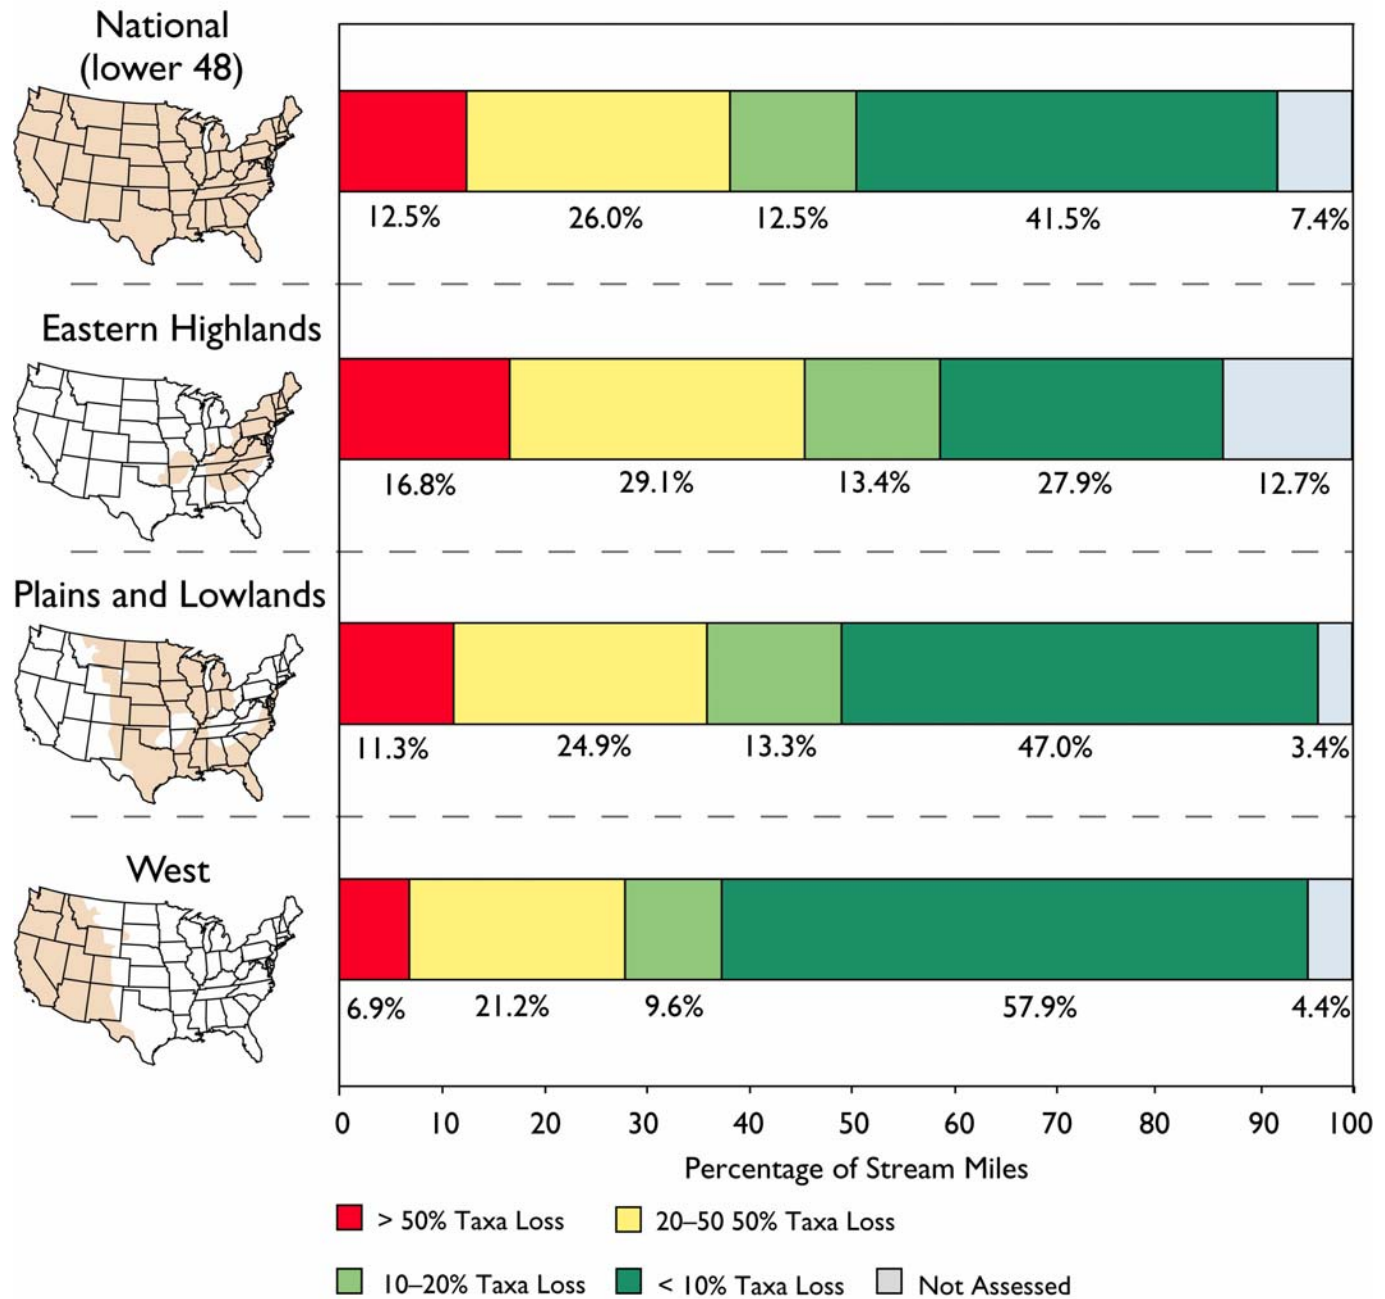 National
(lower 48)
12.5% 26.0% 12.5% 41.5% 7.4%
Eastern Highlands
16.8% 29.1% 13.4% 27.9% 12.7%
Plains and Lowlands
11.3% 24.9% 13.3% 47.0% 3.4%
West
6.9% 21.2% 9.6% 57.9% 4.4%
0 10 20 30 40 50 60 70 80 90 100
Percentage of Stream Miles
> 50% Taxa Loss 20–50 50% Taxa Loss
10–20% Taxa Loss < 10% Taxa Loss Not Assessed